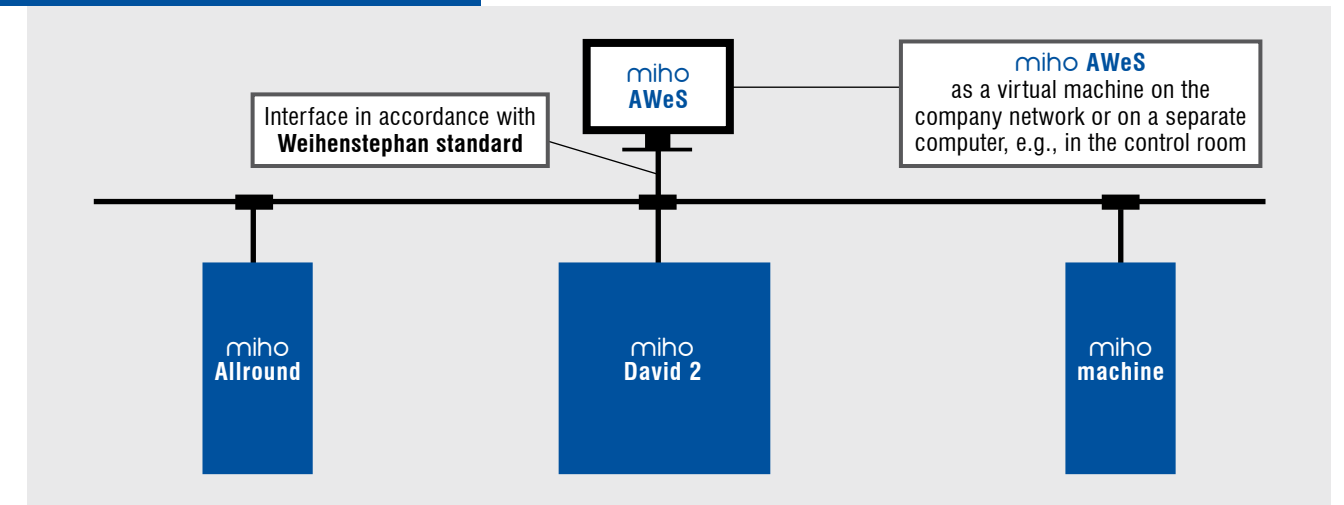 miho
AWeS
Interface in accordance with
Weihenstephan standard
miho AWeS
as a virtual machine on the
company network or on a separate
computer, e.g., in the control room
miho
Allround
miho
David 2
miho
machine